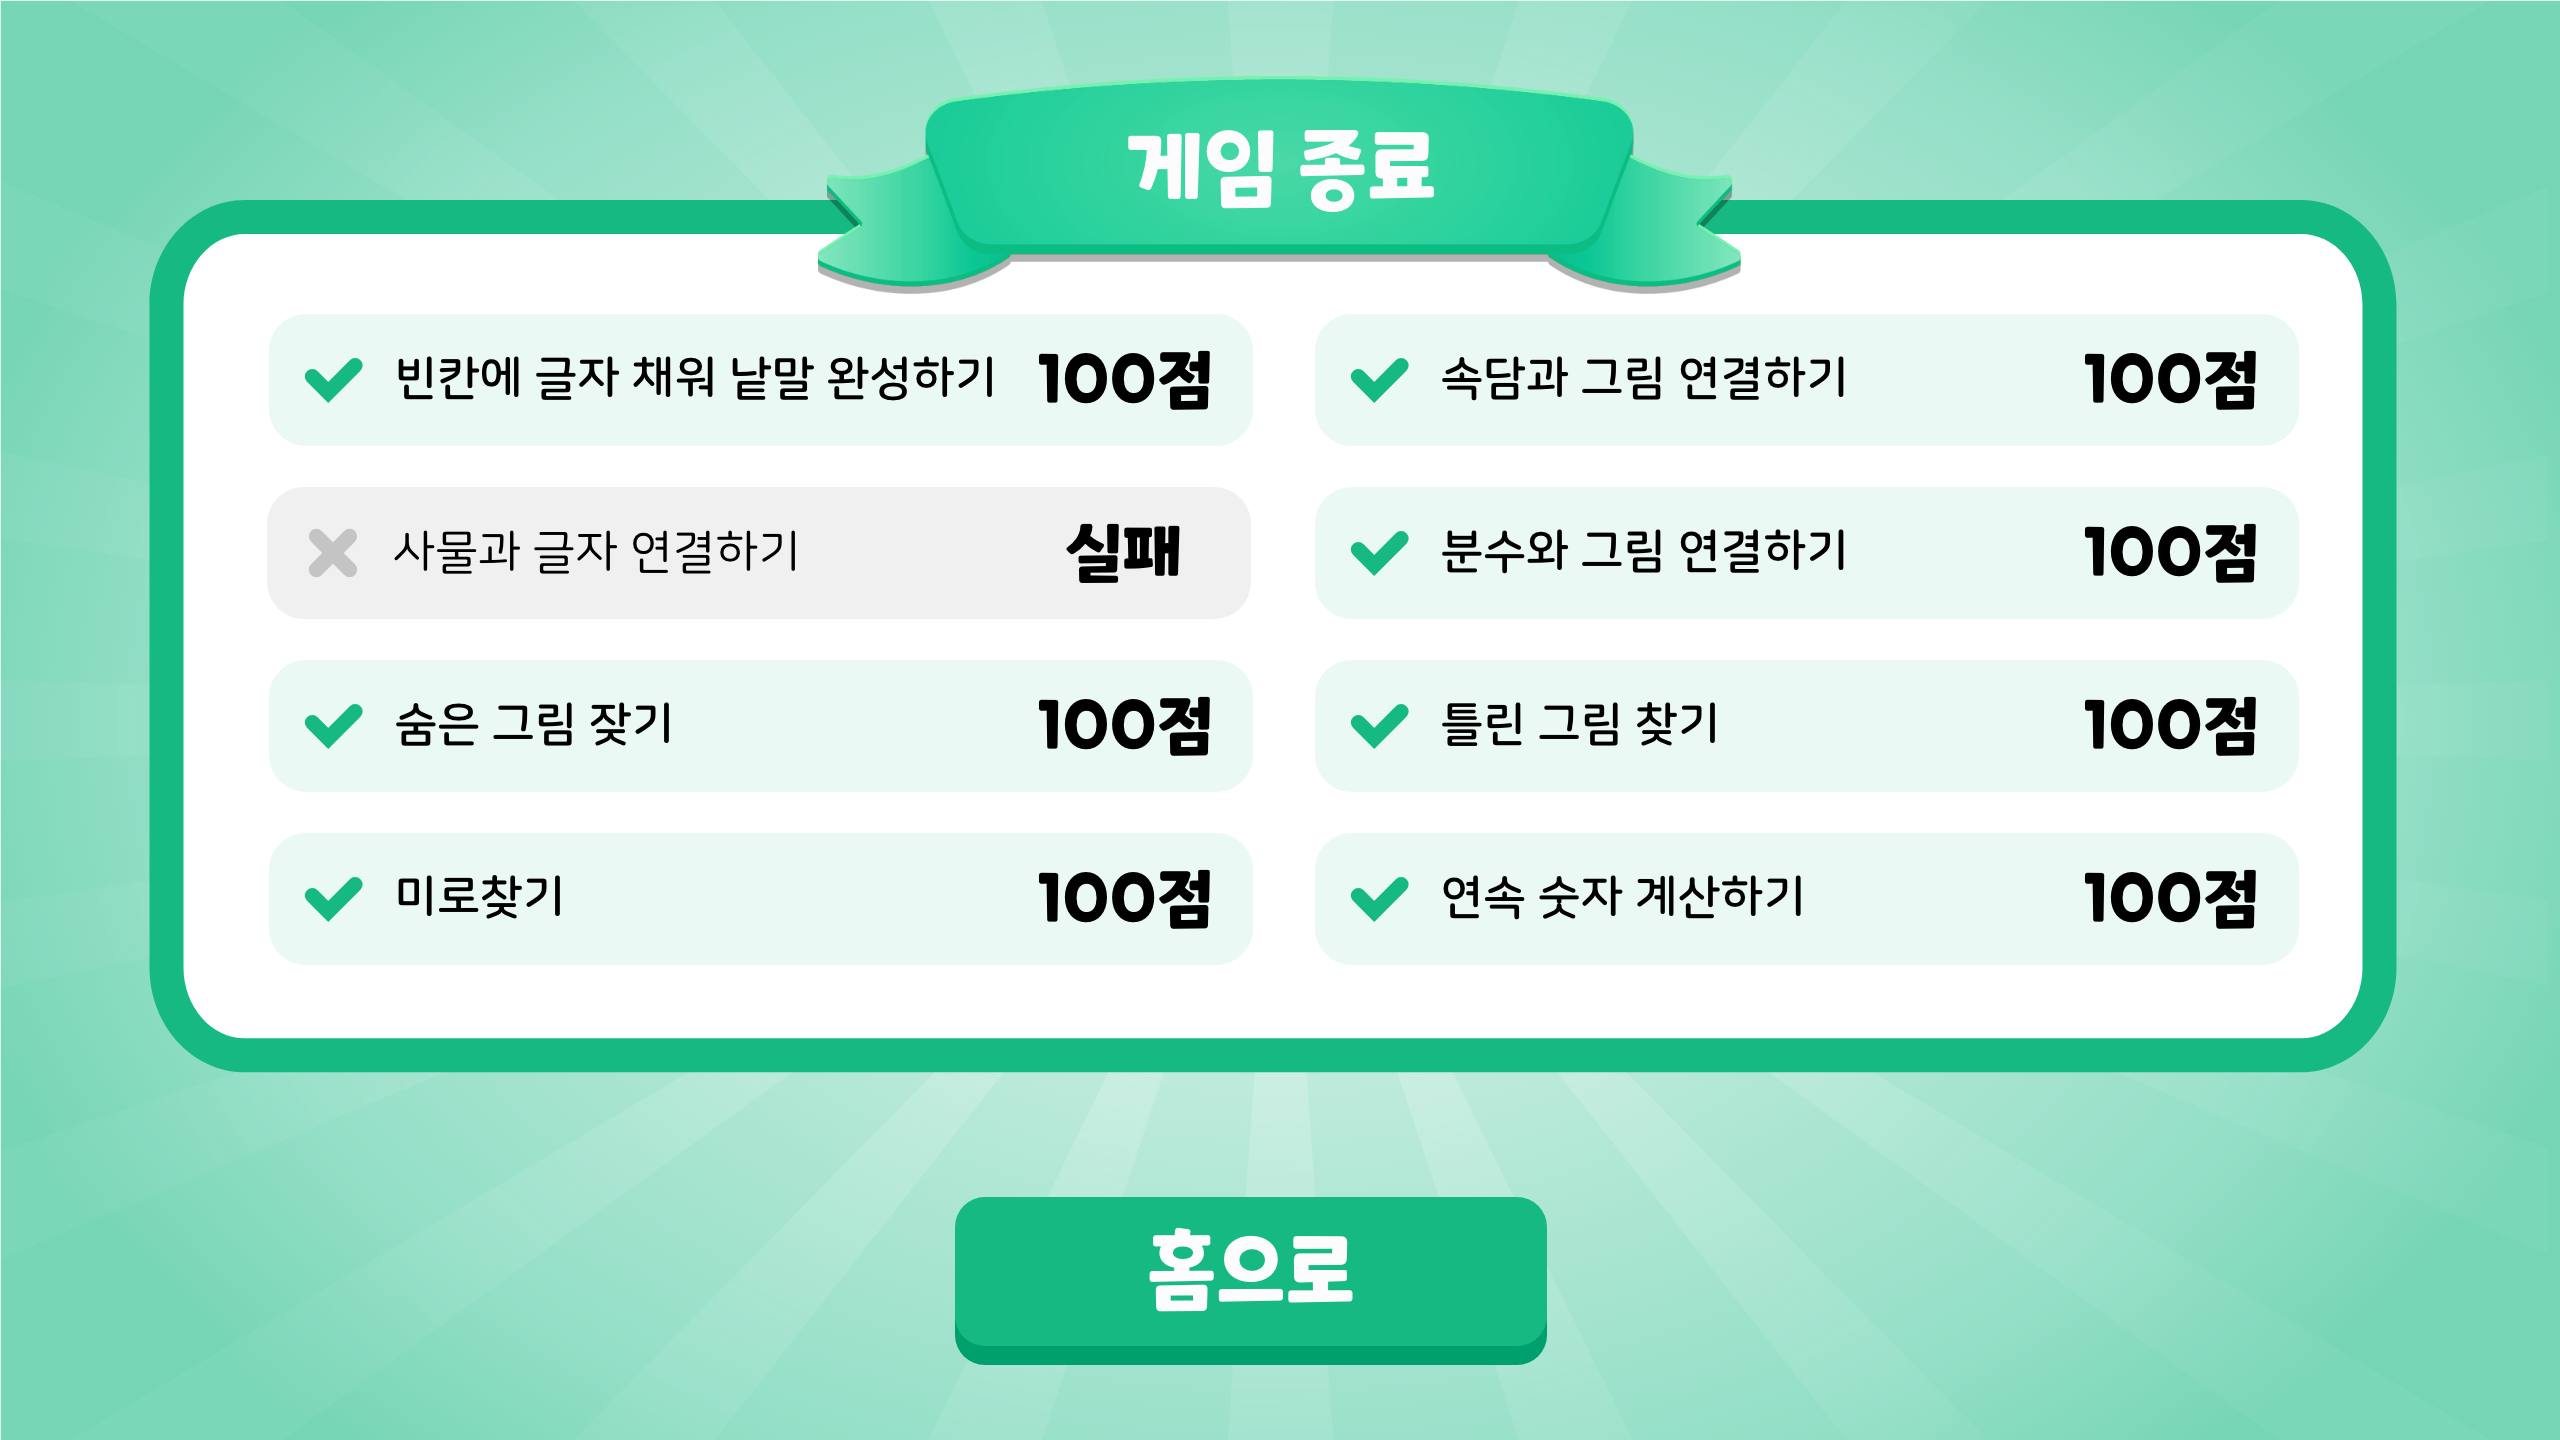 게임 종료
빈칸에 글자 채워 낱말 완성하기 100점
속담과 그림 연결하기 100점
사물과 글자 연결하기 실패
분수와 그림 연결하기 100점
숨은 그림 잦기 100점
틀린 그림 찾기 100점
미로찾기 100점
연속 숫자 계산하기 100점
홈으로